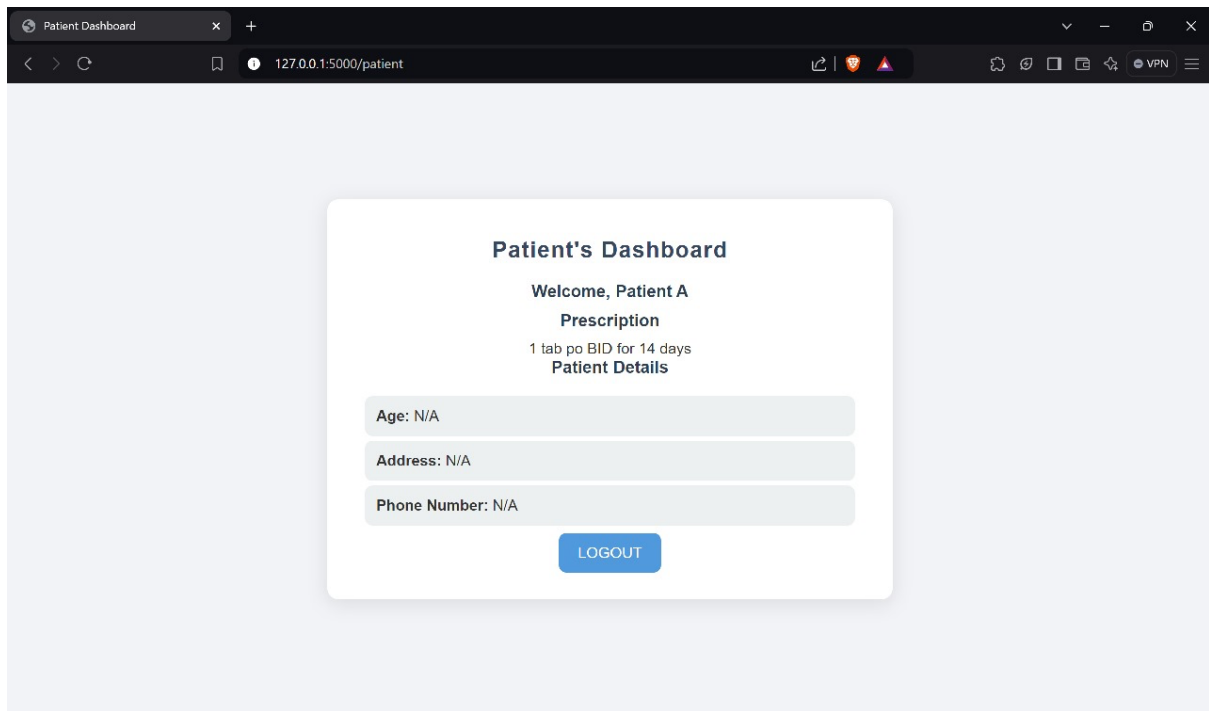 Patient Dashboard
127.0.0.1:5000/patient
VPN
Patient's Dashboard
Welcome, Patient A
Prescription
1 tab po BID for 14 days
Patient Details
Age: N/A
Address: N/A
Phone Number: N/A
LOGOUT